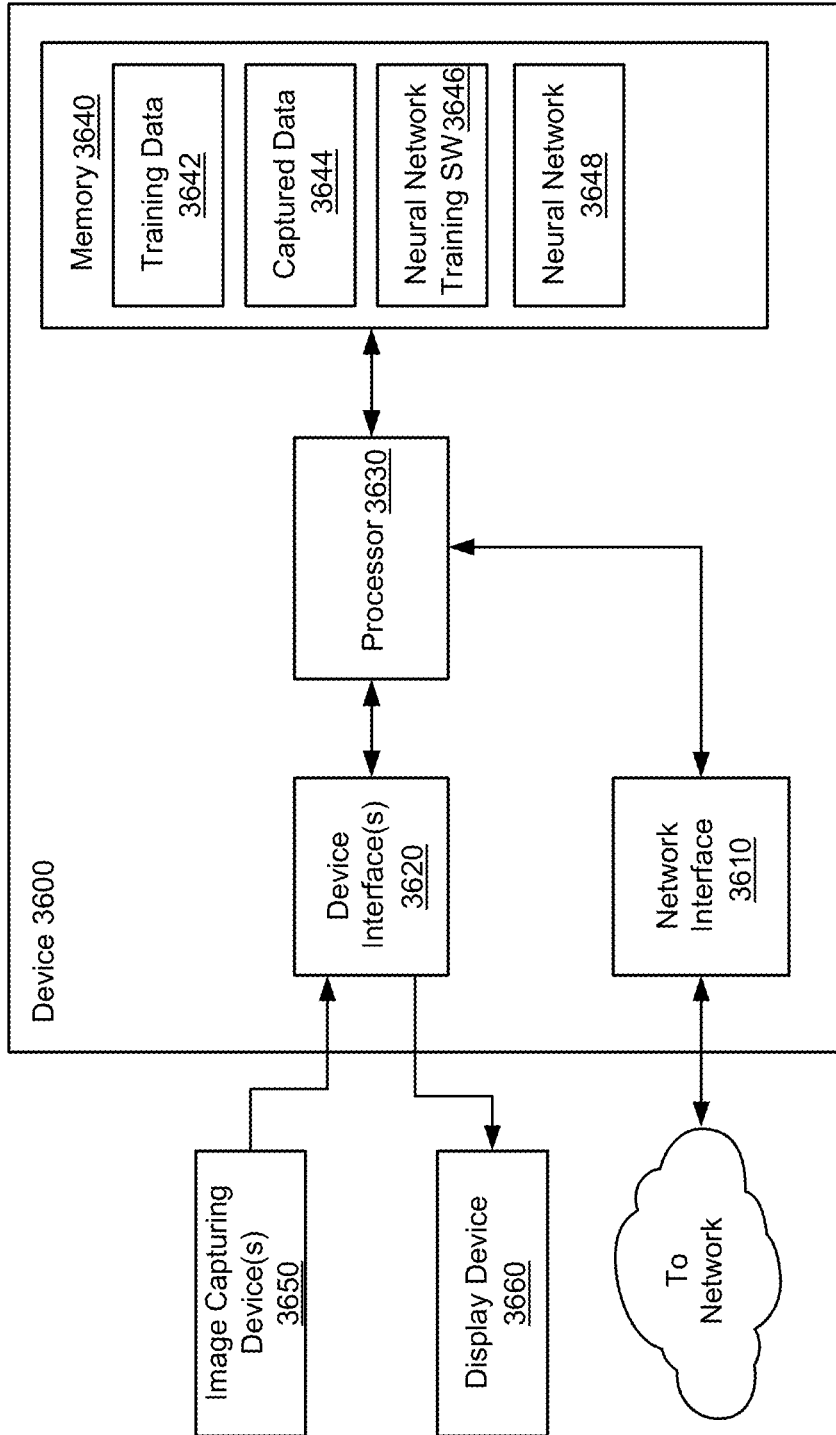 Device 3600
Image Capturing
Device(s)
3650
Display Device
3660
To
Network
Device
Interface(s)
3620
Network
Interface
3610
Processor 3630
Memory 3640
Training Data
3642
Captured Data
3644
Neural Network
Training SW3646
Neural Network
3648